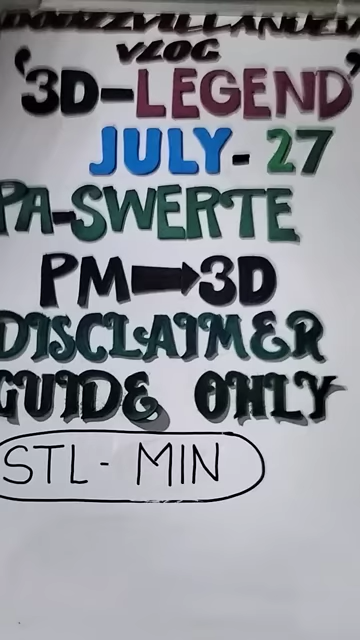 VLOG
'3D-LEGEND'
JULY-27
PA-SWERTE
PM➡3D
DISCLAIMER
GUIDE ONLY
STL- MIN